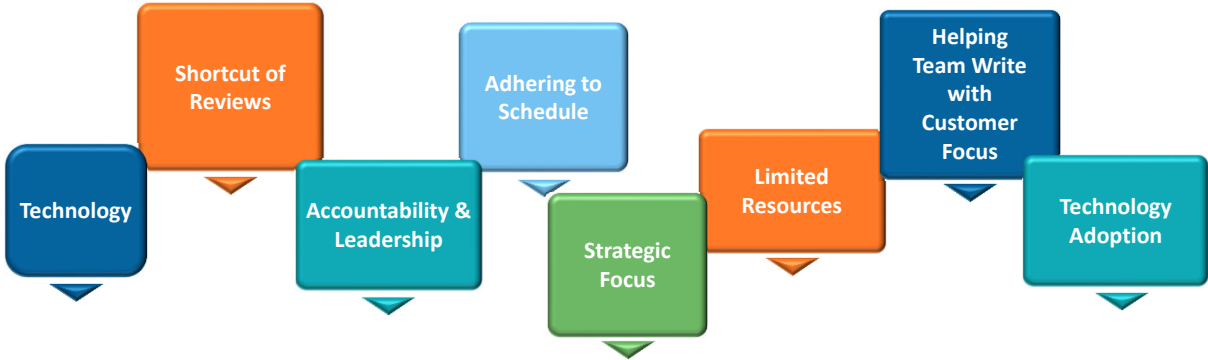 Technology
Shortcut of
Reviews
Accountability &
Leadership
Adhering to
Schedule
Strategic
Focus
Limited
Resources
Helping
Team Write
with
Customer
Focus
Technology
Adoption